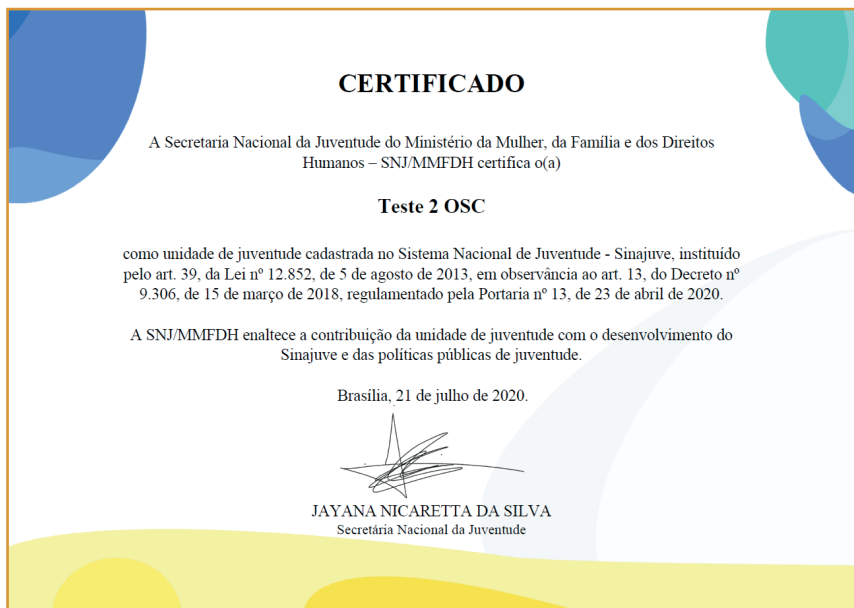 CERTIFICADO
A Secretaria Nacional da Juventude do Ministério da Mulher, da Família e dos Direitos
Humanos – SNJ/MMFDH certifica o(a)
Teste 2 OSC
como unidade de juventude cadastrada no Sistema Nacional de Juventude - Sinajuve, instituído
pelo art. 39, da Lei nº 12.852, de 5 de agosto de 2013, em observância ao art. 13, do Decreto nº
9.306, de 15 de março de 2018, regulamentado pela Portaria nº 13, de 23 de abril de 2020.
A SNJ/MMFDH enaltece a contribuição da unidade de juventude com o desenvolvimento do
Sinajuve e das políticas públicas de juventude.
Brasília, 21 de julho de 2020.
JAYANA NICARETTA DA SILVA
Secretária Nacional da Juventude